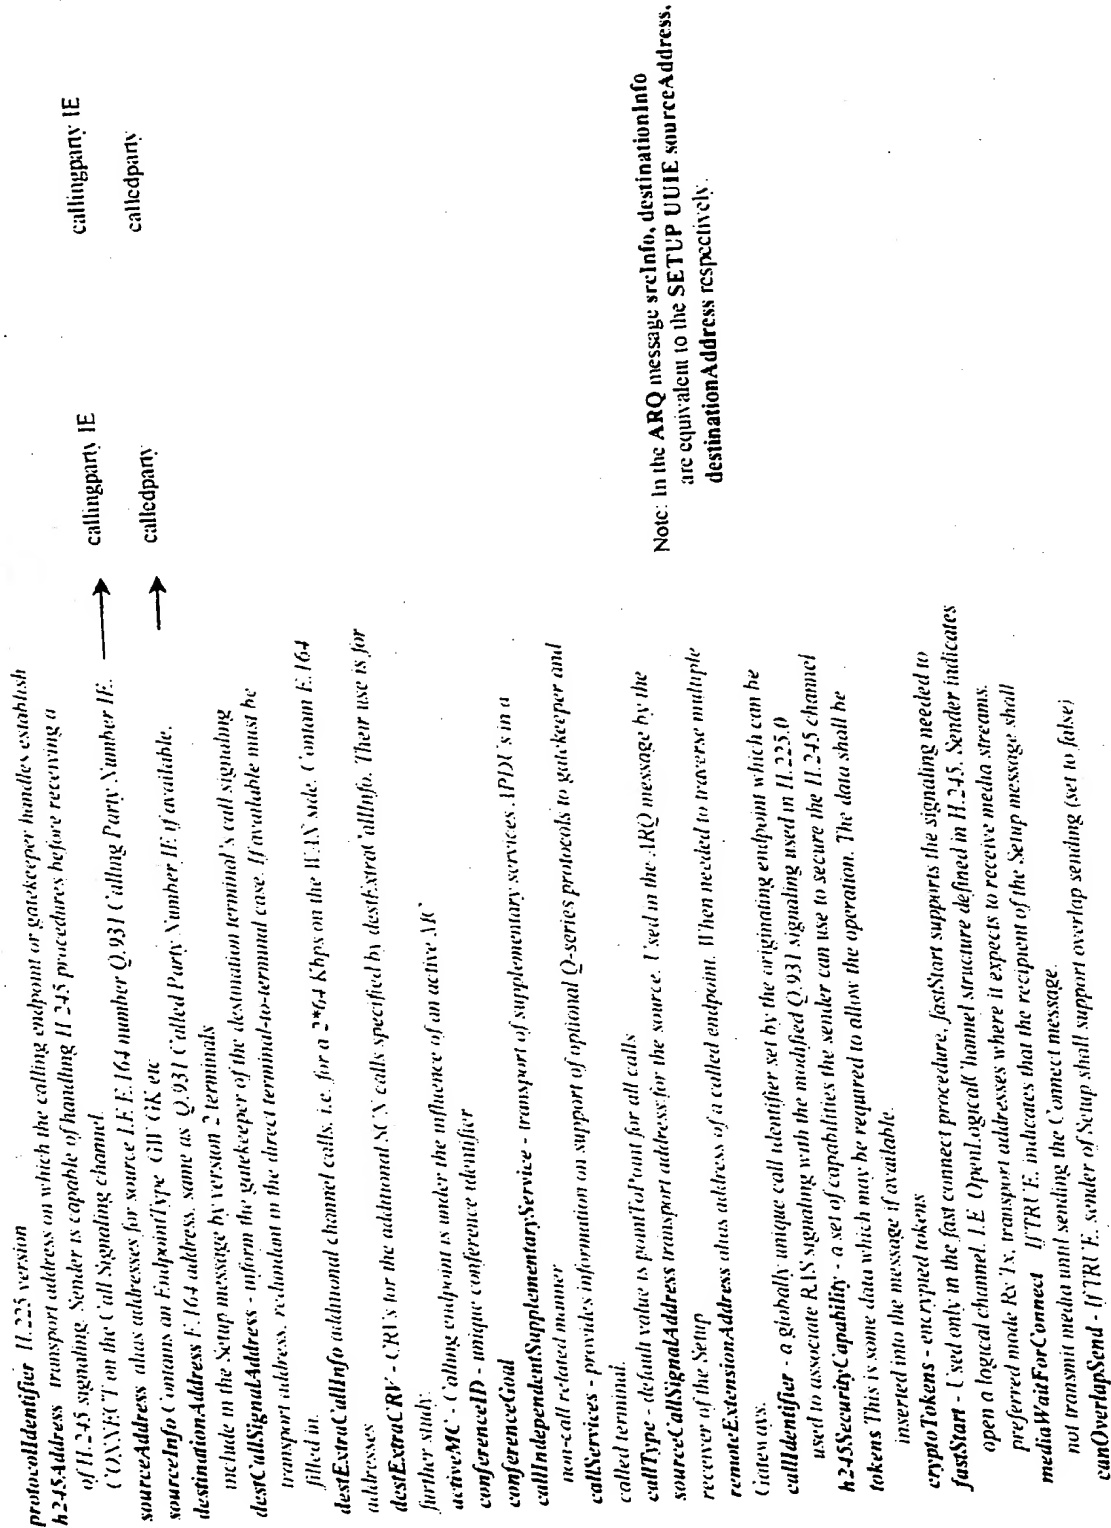 protocolIdentifier H.225 version
h245Address transport address on which the calling endpoint or gatekeeper handles establish
of H.245 signaling. Sender is capable of handling H 245 procedures before receiving a
CONNECT on the Call Signaling channel.
sourceAddress alias addresses for source I.E E.164 number Q.931 Calling Party Number IE.
sourceInfo Contains an EndpointType GW GK etc
destinationAddress E.164 address, same as Q.931 Called Party Number IE if available.
include in the Setup message by version 2 terminals
destCallSignalAddress - inform the gatekeeper of the destination terminal's call signaling
transport address, redundant in the direct terminal-to-terminal case. If available must be
filled in.
destExtraCallInfo additional channel calls, i.e. for a 2*64 Kbps on the WAN side. Contain E.164
addresses
destExtraCRV - CRVs for the additional SCN calls specified by destExtraCallInfo. Their use is for
further study.
activeMC - Calling endpoint is under the influence of an active MC
conferenceID - unique conference identifier
conferenceGoal
callIndependentSupplementaryService - transport of supplementary services APDUs in a
non-call related manner
callServices - provides information on support of optional Q-series protocols to gatekeeper and
called terminal.
callType - default value is pointToPoint for all calls
sourceCallSignalAddress transport address for the source. Used in the ARQ message by the
receiver of the Setup
remoteExtensionAddress alias address of a called endpoint. When needed to traverse multiple
Gateways.
callIdentifier - a globally unique call identifier set by the originating endpoint which can be
used to associate RAS signaling with the modified Q.931 signaling used in H.225.0
h245SecurityCapability - a set of capabilities the sender can use to secure the H.245 channel
tokens This is some data which may be required to allow the operation. The data shall be
inserted into the message if available.
cryptoTokens - encrypted tokens
fastStart - Used only in the fast connect procedure, fastStart supports the signaling needed to
open a logical channel. I.E OpenLogicalChannel structure defined in H.245. Sender indicates
preferred mode Rx Tx, transport addresses where it expects to receive media streams.
mediaWaitForConnect If TRUE, indicates that the recipient of the Setup message shall
not transmit media until sending the Connect message.
canOverlapSend - If TRUE, sender of Setup shall support overlap sending (set to false)
callingparty IE
calledparty
callingparty IE
calledparty
Note: In the ARQ message srcInfo, destinationInfo
are equivalent to the SETUP UUIE sourceAddress,
destinationAddress respectively.